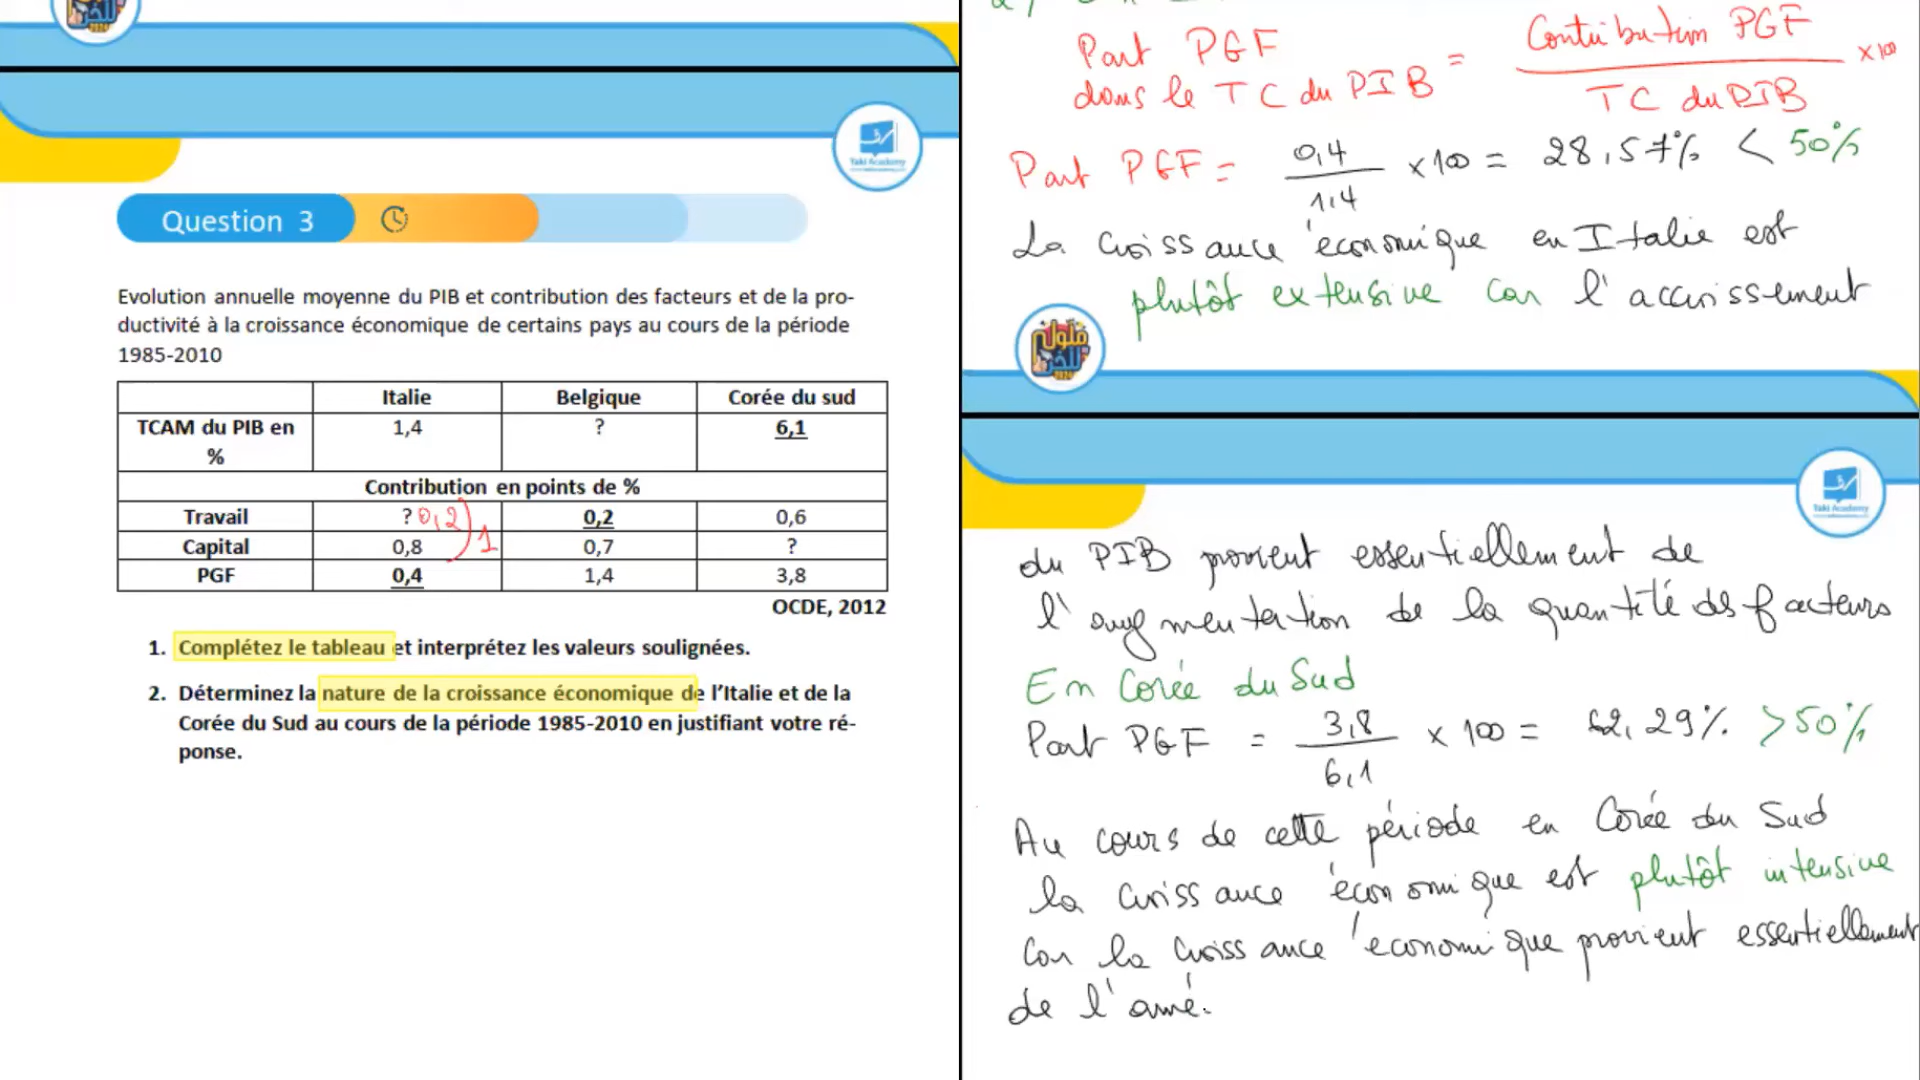 Taki Academy
Question 3
Evolution annuelle moyenne du PIB et contribution des facteurs et de la pro-
ductivité à la croissance économique de certains pays au cours de la période
1985-2010
Italie Belgique Corée du sud
TCAM du PIB en % 1,4 ? 6,1
Contribution en points de %
Travail ? 0,2 0,2 0,6
Capital 0,8 1 0,7 ?
PGF 0,4 1,4 3,8
OCDE, 2012
1. Complétez le tableau et interprétez les valeurs soulignées.
2. Déterminez la nature de la croissance économique de l’Italie et de la
Corée du Sud au cours de la période 1985-2010 en justifiant votre ré-
ponse.
Part PGF
dans le TC du PIB = Contribution PGF / TC du PIB x 100
Part PGF = 0,4 / 1,4 x 100 = 28,57% < 50%
La croissance économique en Italie est
plutôt extensive car l'accroissement
فلول للخر
2024
Taki Academy
du PIB provient essentiellement de
l'augmentation de la quantité des facteurs
En Corée du Sud
Part PGF = 3,8 / 6,1 x 100 = 62,29% > 50%
Au cours de cette période en Corée du Sud
la croissance économique est plutôt intensive
car la croissance économique provient essentiellement
de l'amé.